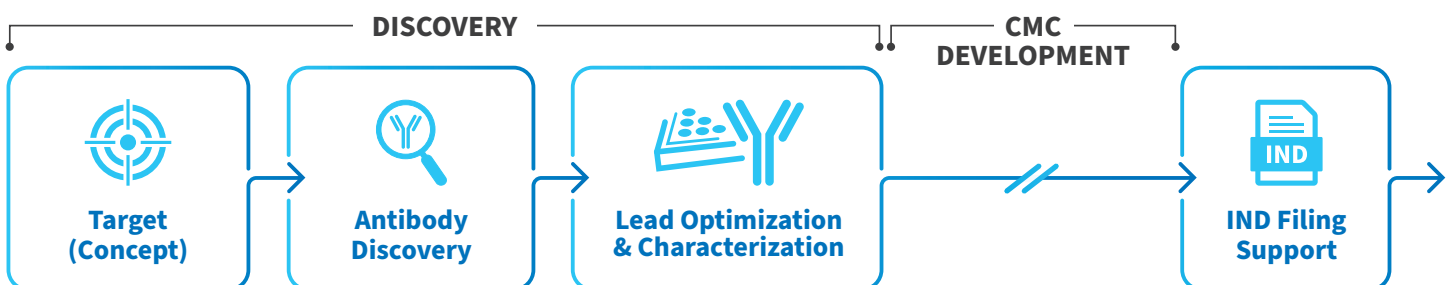 DISCOVERY
CMC
DEVELOPMENT
Target
(Concept)
Antibody
Discovery
Lead Optimization
& Characterization
IND
IND Filing
Support